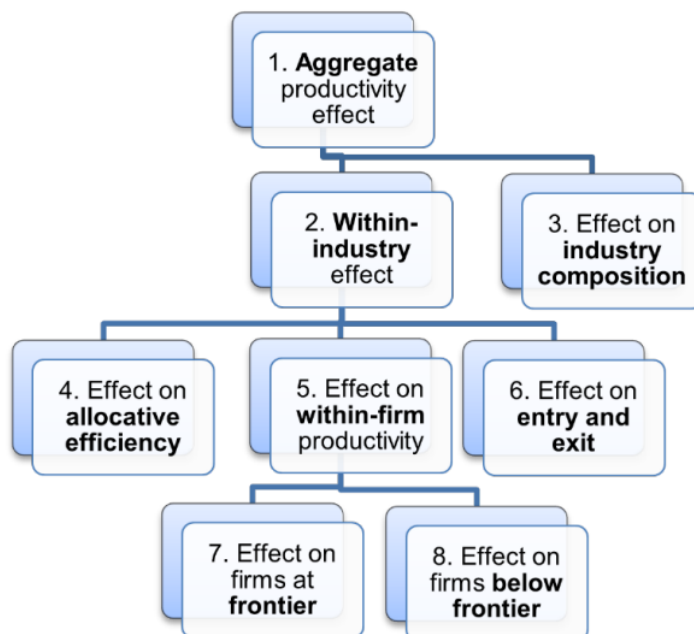 1. Aggregate
productivity
effect
2. Within-
industry
effect
3. Effect on
industry
composition
4. Effect on
allocative
efficiency
5. Effect on
within-firm
productivity
6. Effect on
entry and
exit
7. Effect on
firms at
frontier
8. Effect on
firms below
frontier